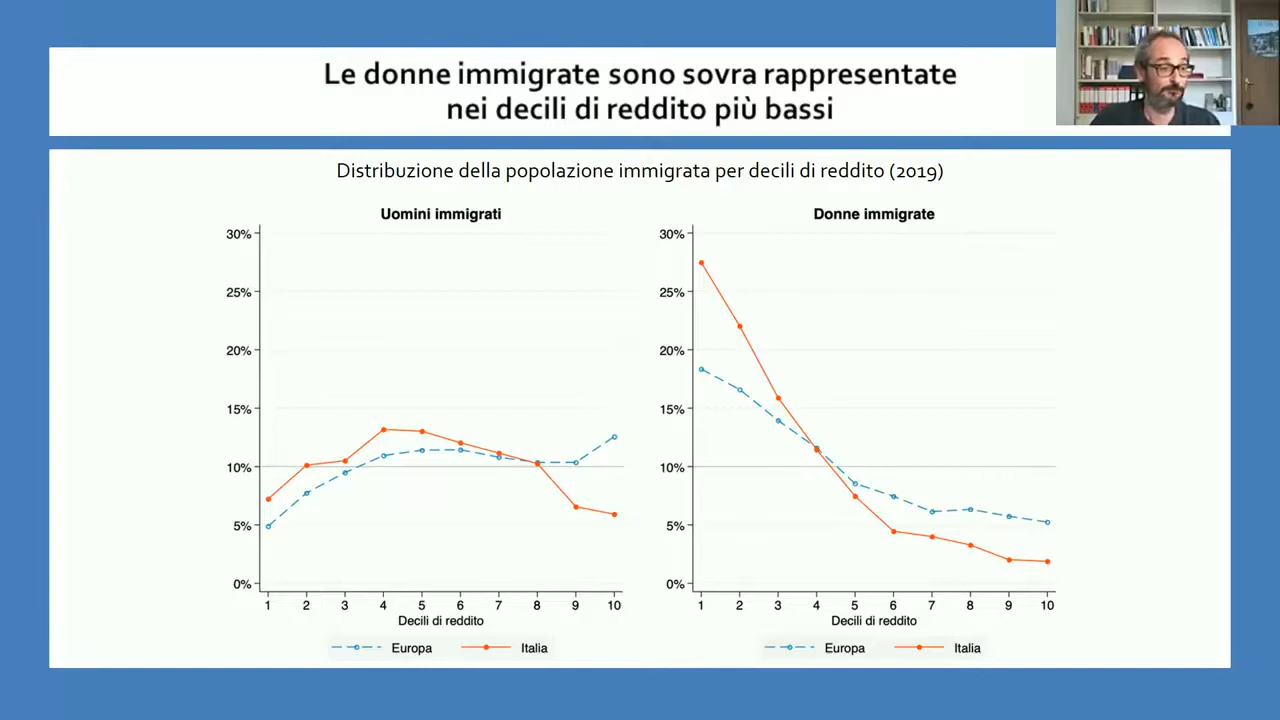 Le donne immigrate sono sovra rappresentate
nei decili di reddito più bassi
Distribuzione della popolazione immigrata per decili di reddito (2019)
Uomini immigrati
30%
25%
20%
15%
10%
5%
0%
1 2 3 4 5 6 7 8 9 10
Decili di reddito
Europa Italia
Donne immigrate
30%
25%
20%
15%
10%
5%
0%
1 2 3 4 5 6 7 8 9 10
Decili di reddito
Europa Italia